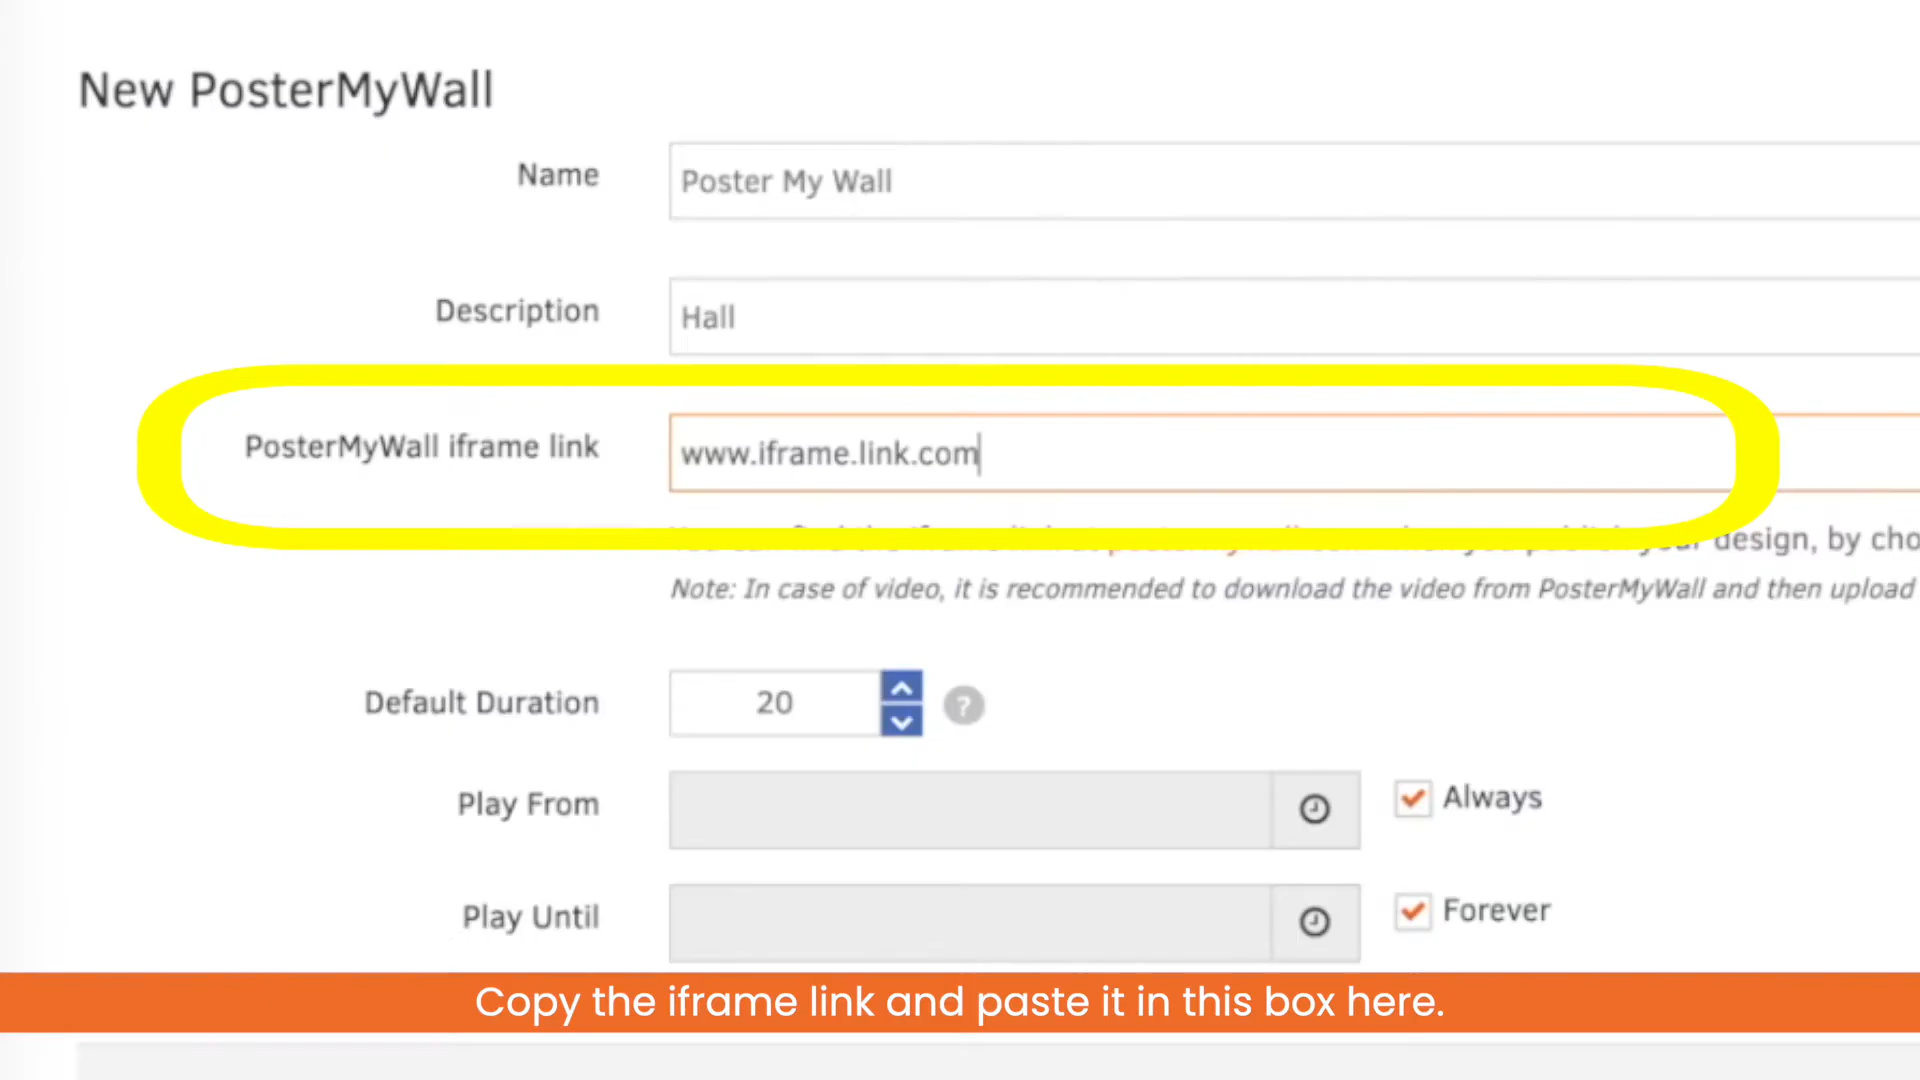 New PosterMyWall
Name
Poster My Wall
Description
Hall
PosterMyWall iframe link
www.iframe.link.com
design, by cho
Note: In case of video, it is recommended to download the video from PosterMyWall and then upload
Default Duration
20
?
Play From
Always
Play Until
Forever
Copy the iframe link and paste it in this box here.